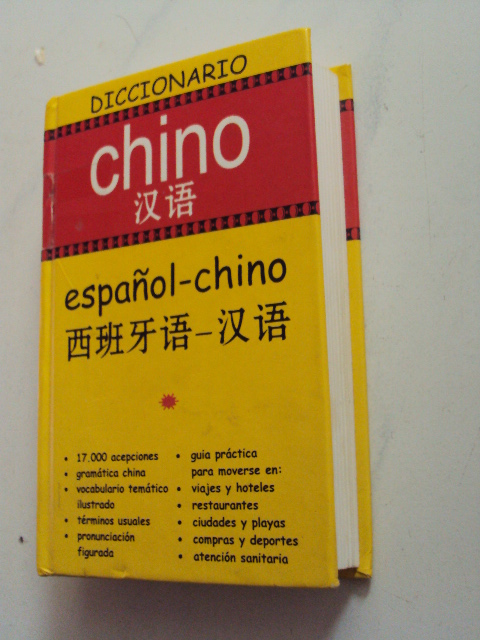 DICCIONARIO
chino
汉语
español-chino
西班牙语-汉语
• 17.000 acepciones
• gramática china
• vocabulario temático
ilustrado
• términos usuales
• pronunciación
figurada
• guia práctica
para moverse en:
• viajes y hoteles
• restaurantes
• ciudades y playas
• compras y deportes
• atención sanitaria